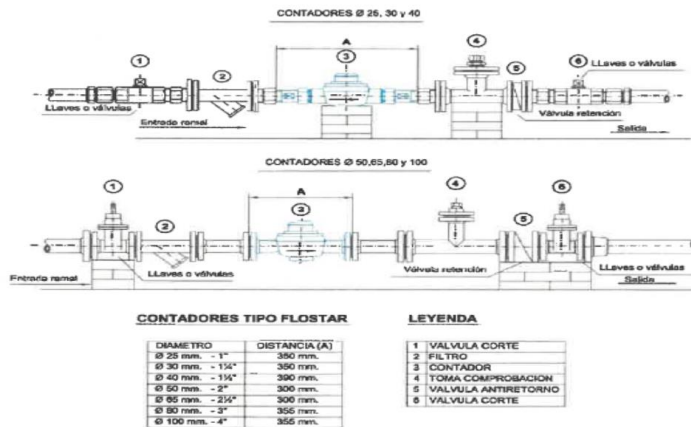 CONTADORES Ø 25, 30 y 40
A
1
2
3
4
5
6
LLaves o válvulas
LLaves o válvulas
Entrada ramal
Válvula retención
Salida
CONTADORES Ø 50,65,80 y 100
A
1
2
3
4
5
6
LLaves o válvulas
Entrada ramal
Válvula retención
LLaves o válvulas
Salida
CONTADORES TIPO FLOSTAR
DIAMETRO DISTANCIA (A)
Ø 25 mm. - 1" 350 mm.
Ø 30 mm. - 1¼" 350 mm.
Ø 40 mm. - 1½" 390 mm.
Ø 50 mm. - 2" 300 mm.
Ø 65 mm. - 2½" 300 mm.
Ø 80 mm. - 3" 355 mm.
Ø 100 mm. - 4" 355 mm.
LEYENDA
1 VALVULA CORTE
2 FILTRO
3 CONTADOR
4 TOMA COMPROBACION
5 VALVULA ANTIRETORNO
6 VALVULA CORTE